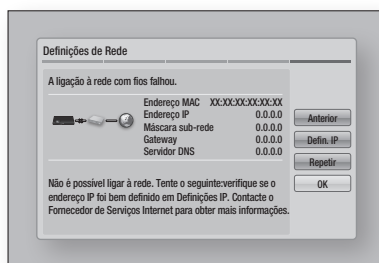 Definições de Rede
A ligação à rede com fios falhou.
Endereço MAC XX:XX:XX:XX:XX:XX
Endereço IP 0.0.0.0
Máscara sub-rede 0.0.0.0
Gateway 0.0.0.0
Servidor DNS 0.0.0.0
Anterior
Defin. IP
Repetir
OK
Não é possível ligar à rede. Tente o seguinte:verifique se o
endereço IP foi bem definido em Definições IP. Contacte o
Fornecedor de Serviços Internet para obter mais informações.